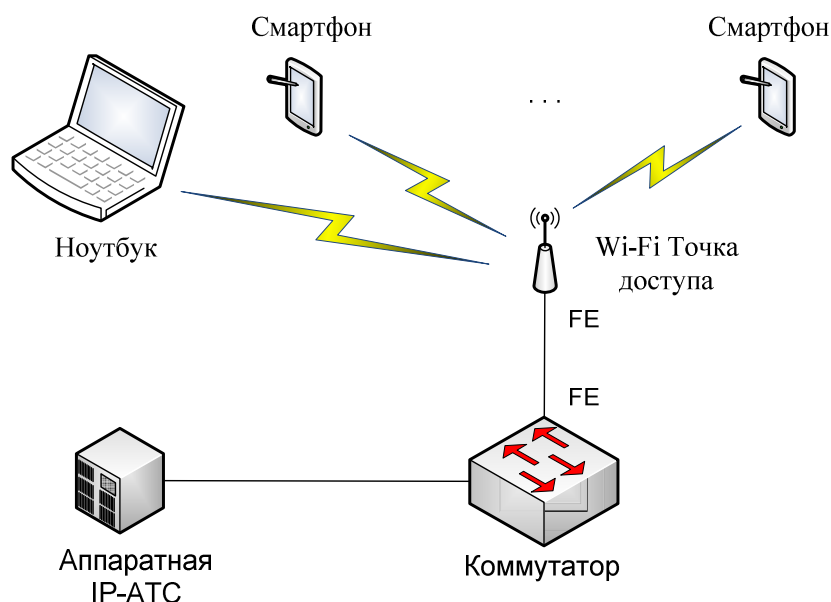 Смартфон
Смартфон
. . .
Ноутбук
Wi-Fi Точка
доступа
FE
FE
Аппаратная
IP-АТС
Коммутатор